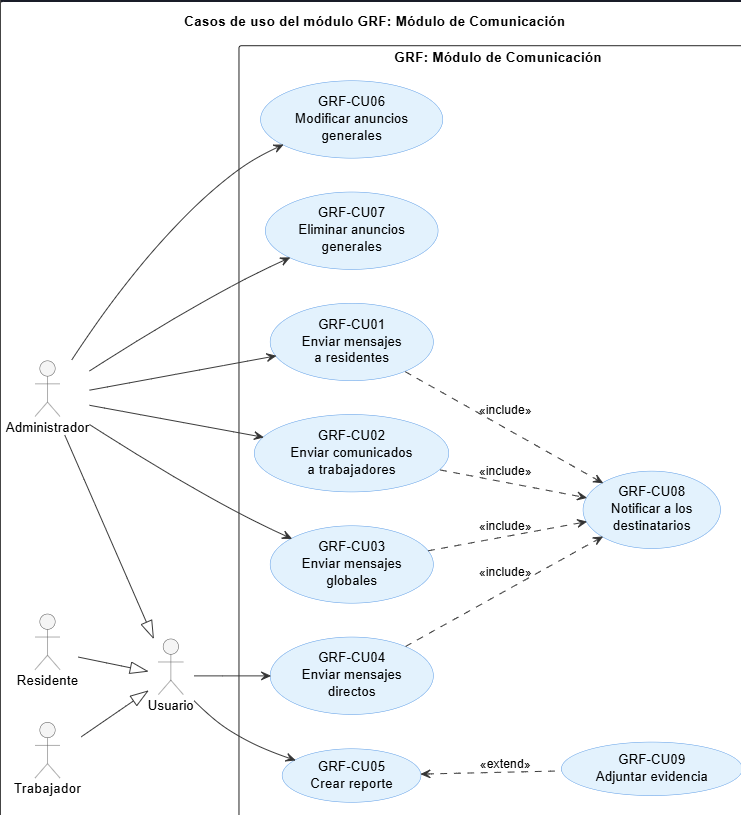 Casos de uso del módulo GRF: Módulo de Comunicación
GRF: Módulo de Comunicación
GRF-CU06
Modificar anuncios
generales
GRF-CU07
Eliminar anuncios
generales
GRF-CU01
Enviar mensajes
a residentes
Administrador
«include»
GRF-CU02
Enviar comunicados
a trabajadores
«include»
GRF-CU08
Notificar a los
destinatarios
«include»
GRF-CU03
Enviar mensajes
globales
«include»
Residente
Usuario
GRF-CU04
Enviar mensajes
directos
Trabajador
GRF-CU05
Crear reporte
«extend»
GRF-CU09
Adjuntar evidencia